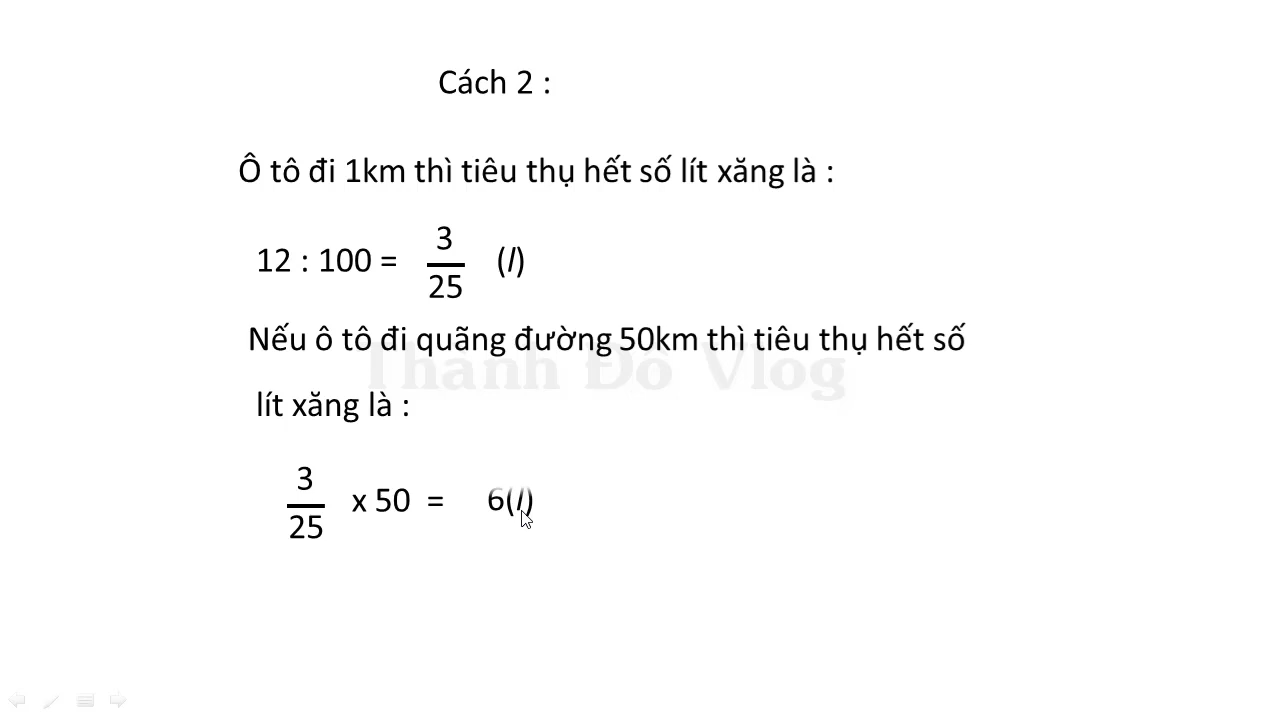 Cách 2 :
Ô tô đi 1km thì tiêu thụ hết số lít xăng là :
12 : 100 = 3/25 (l)
Nếu ô tô đi quãng đường 50km thì tiêu thụ hết số
Thành Đô Vlog
lít xăng là :
3/25 x 50 = 6(l)